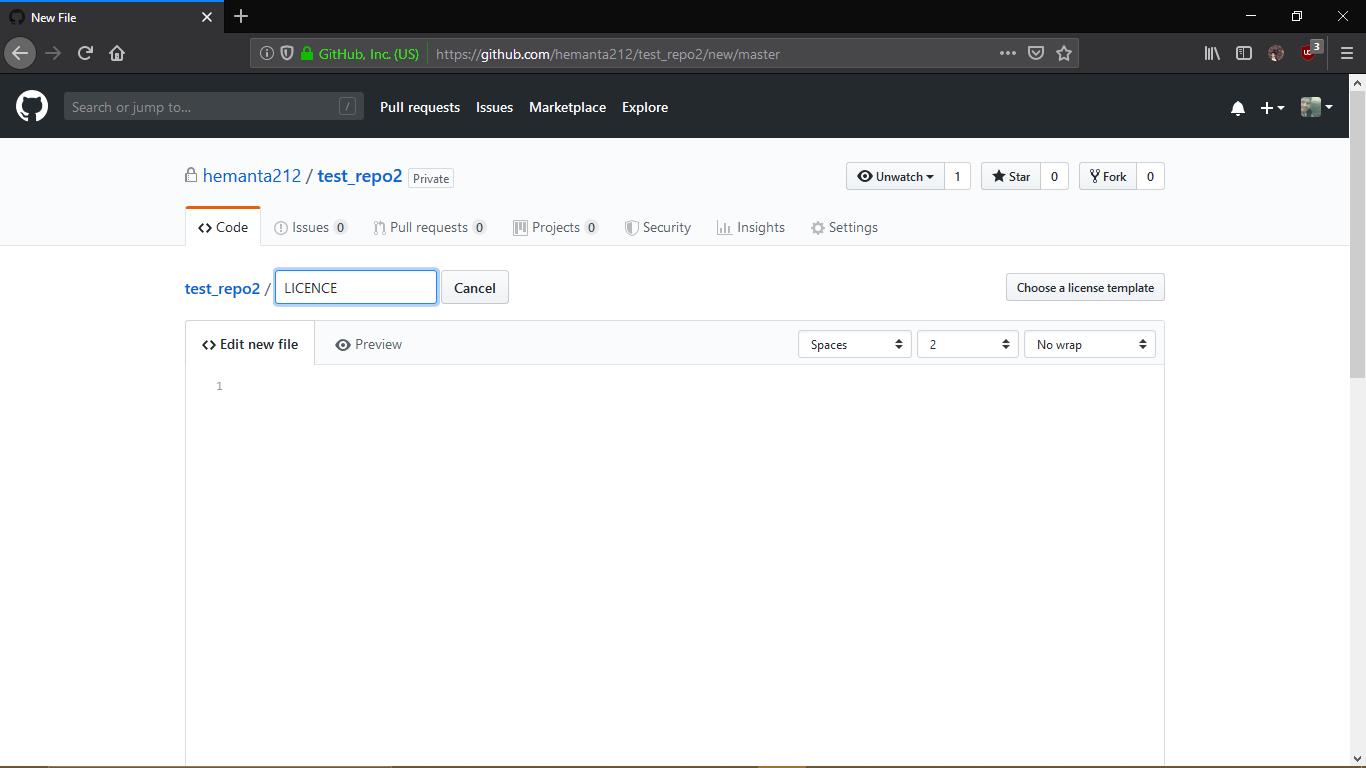 New File
GitHub, Inc. (US) https://github.com/hemanta212/test_repo2/new/master 3
Search or jump to... / Pull requests Issues Marketplace Explore
hemanta212 / test_repo2 Private Unwatch 1 Star 0 Fork 0
Code Issues 0 Pull requests 0 Projects 0 Security Insights Settings
test_repo2 / LICENCE Cancel Choose a license template
Edit new file Preview Spaces 2 No wrap
1